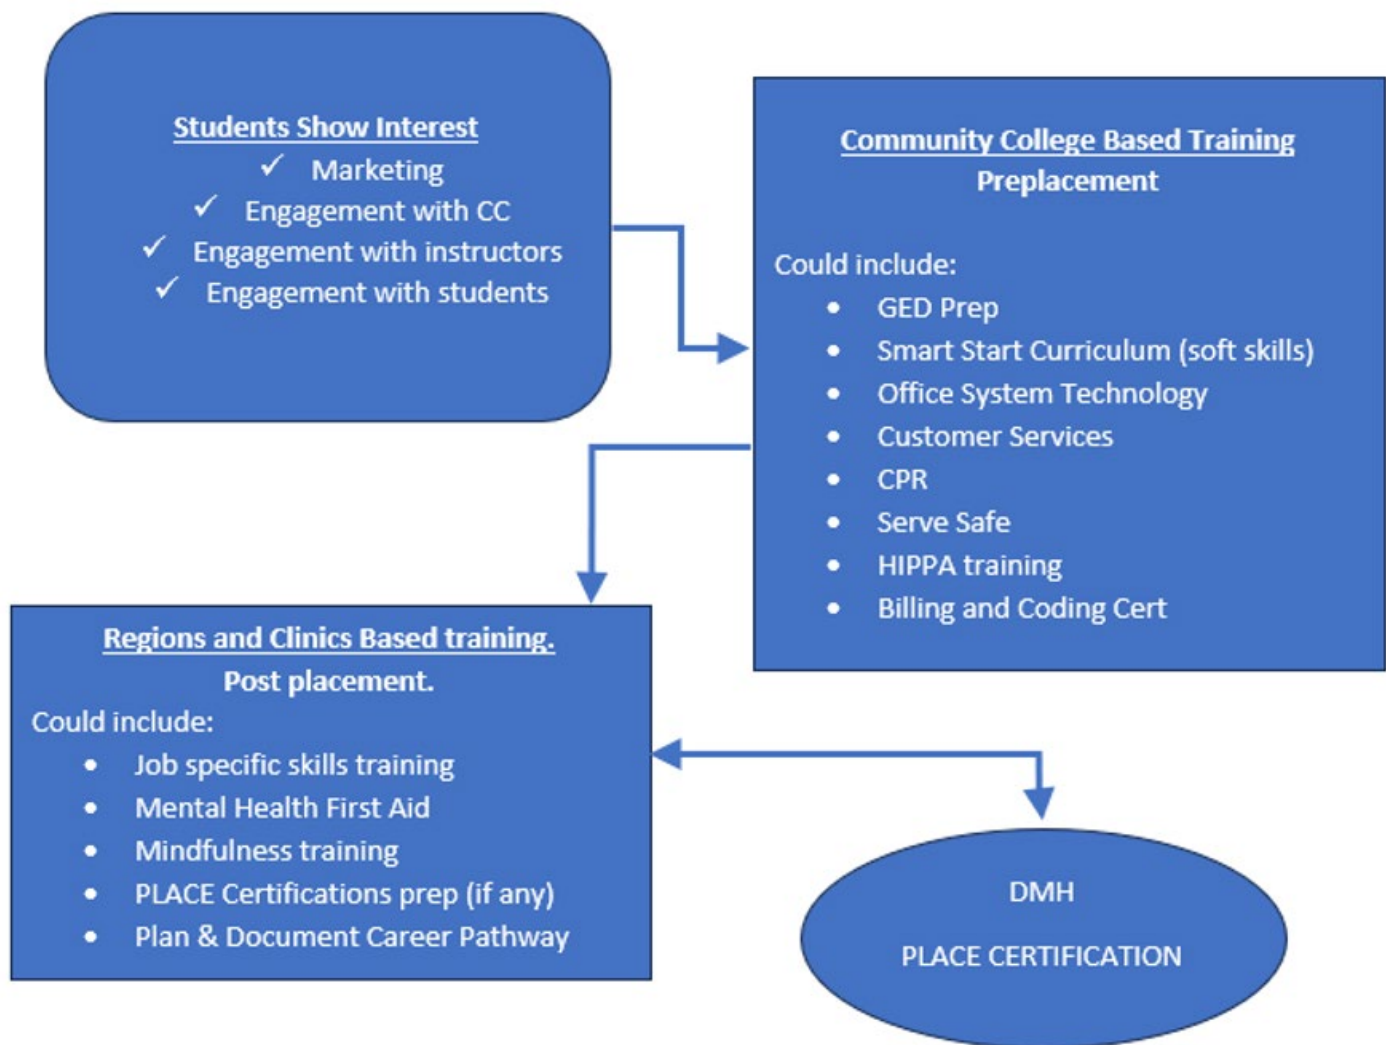 Students Show Interest
✓ Marketing
✓ Engagement with CC
✓ Engagement with instructors
✓ Engagement with students
Community College Based Training
Preplacement
Could include:
• GED Prep
• Smart Start Curriculum (soft skills)
• Office System Technology
• Customer Services
• CPR
• Serve Safe
• HIPPA training
• Billing and Coding Cert
Regions and Clinics Based training.
Post placement.
Could include:
• Job specific skills training
• Mental Health First Aid
• Mindfulness training
• PLACE Certifications prep (if any)
• Plan & Document Career Pathway
DMH
PLACE CERTIFICATION